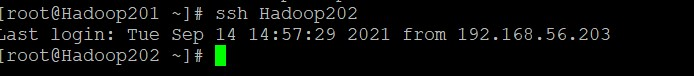 [root@Hadoop201 ~]# ssh Hadoop202
Last login: Tue Sep 14 14:57:29 2021 from 192.168.56.203
[root@Hadoop202 ~]#